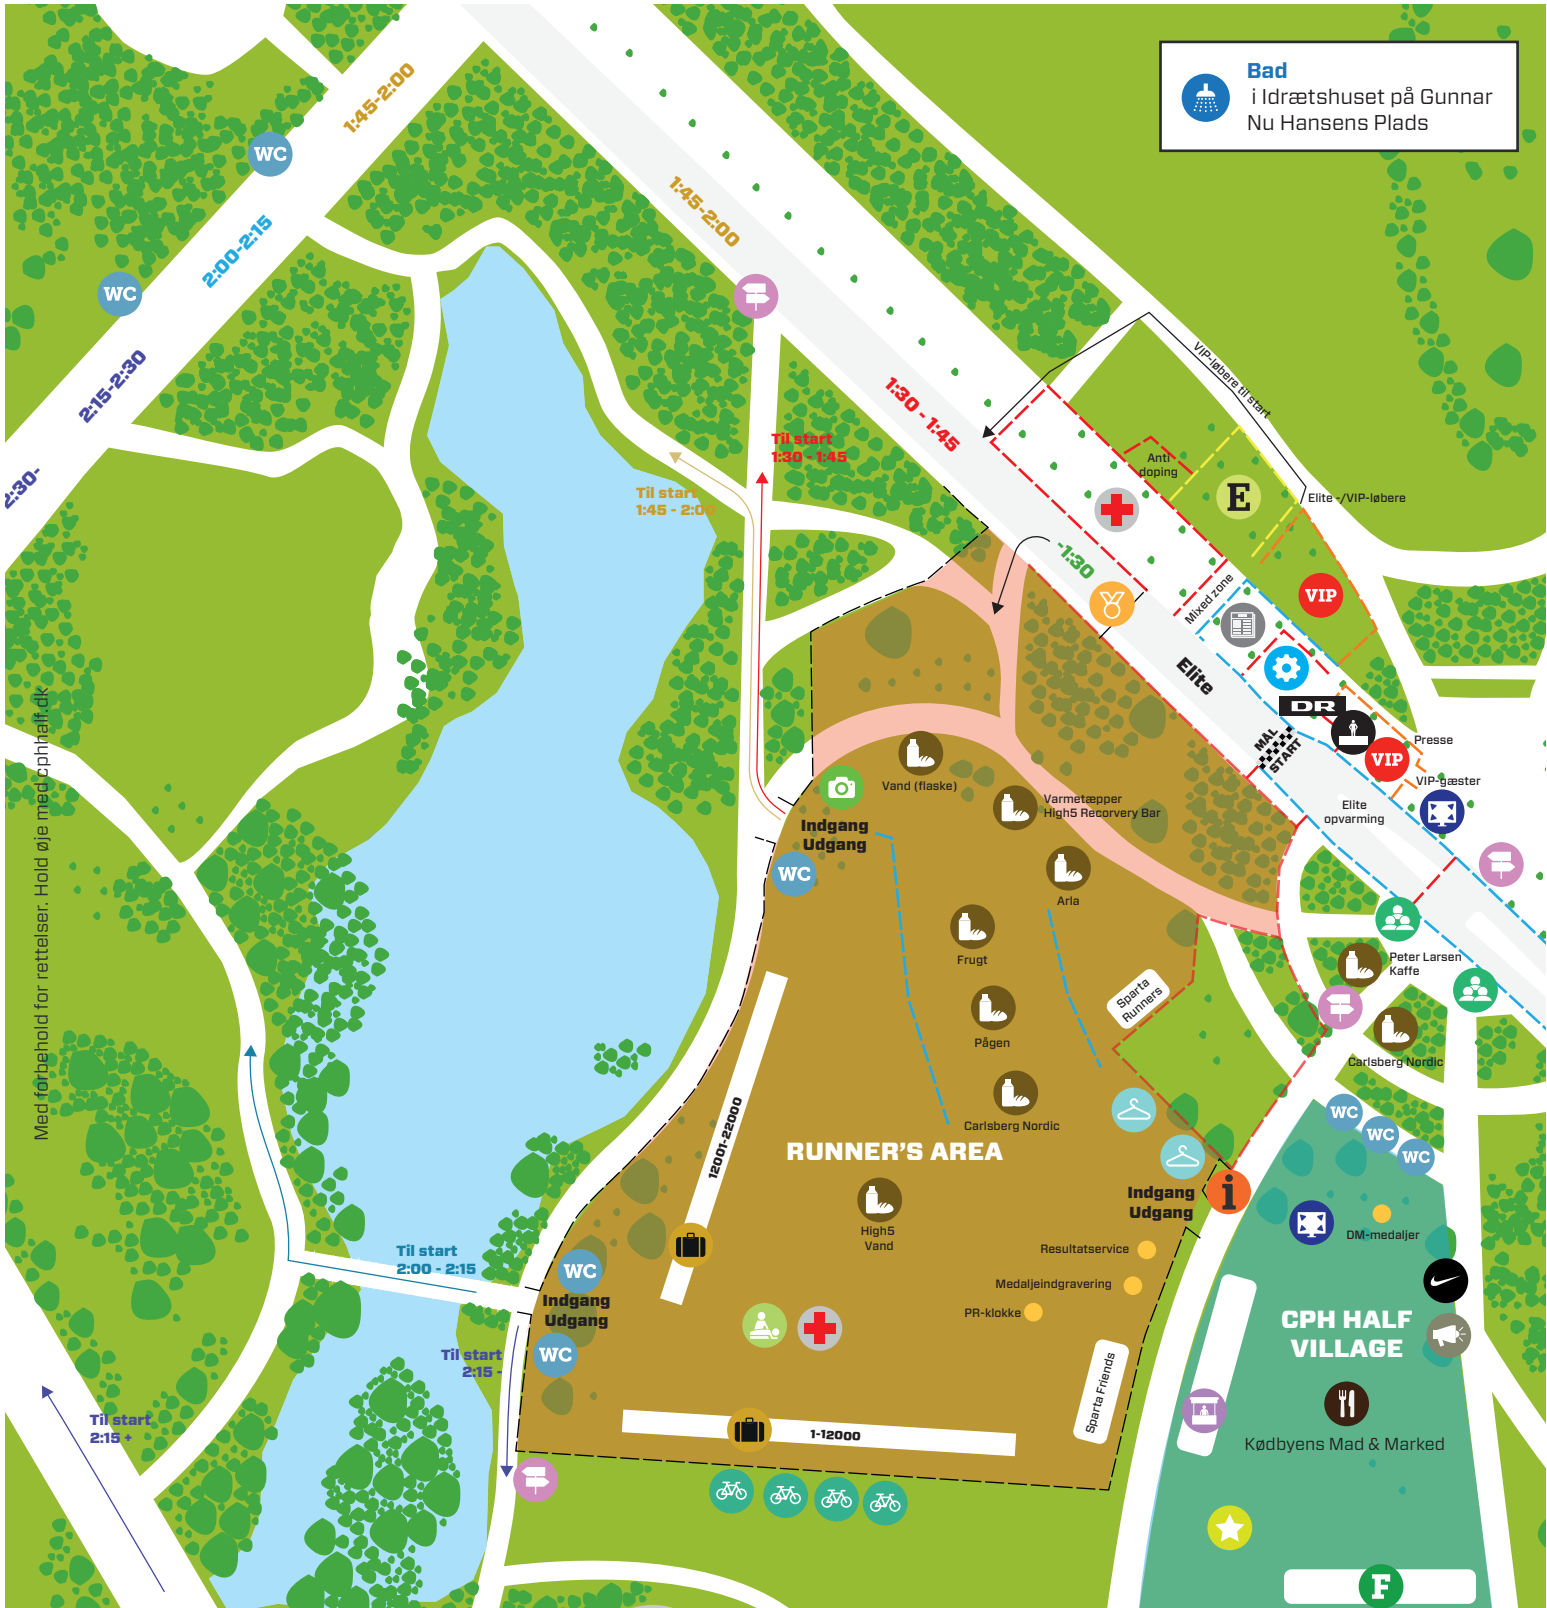 Bad
i Idrætshuset på Gunnar
Nu Hansens Plads
1:45-2:00
WC
2:00-2:15
WC
2:15-2:30
2:30-
1:45-2:00
1:30 - 1:45
VIP-løbere til start
Til start
1:30 - 1:45
Til start
1:45 - 2:00
Anti
doping
E
Elite -/VIP-løbere
-1:30
Mixed zone
VIP
Elite
DR
MÅL
START
Presse
VIP
VIP-gæster
Elite
opvarming
Vand (flaske)
Varmetæpper
High5 Recorvery Bar
Indgang
Udgang
WC
Arla
Frugt
Peter Larsen
Kaffe
Sparta
Runners
Pågen
Carlsberg Nordic
Carlsberg Nordic
WC
WC
WC
12001-22000
RUNNER'S AREA
Indgang
Udgang
i
High5
Vand
Resultatservice
Medaljeindgravering
PR-klokke
DM-medaljer
CPH HALF
VILLAGE
Til start
2:00 - 2:15
WC
Indgang
Udgang
WC
Til start
2:15 -
Til start
2:15 +
Sparta Friends
1-12000
Kødbyens Mad & Marked
F
Med forbehold for rettelser. Hold øje med cphhalf.dk